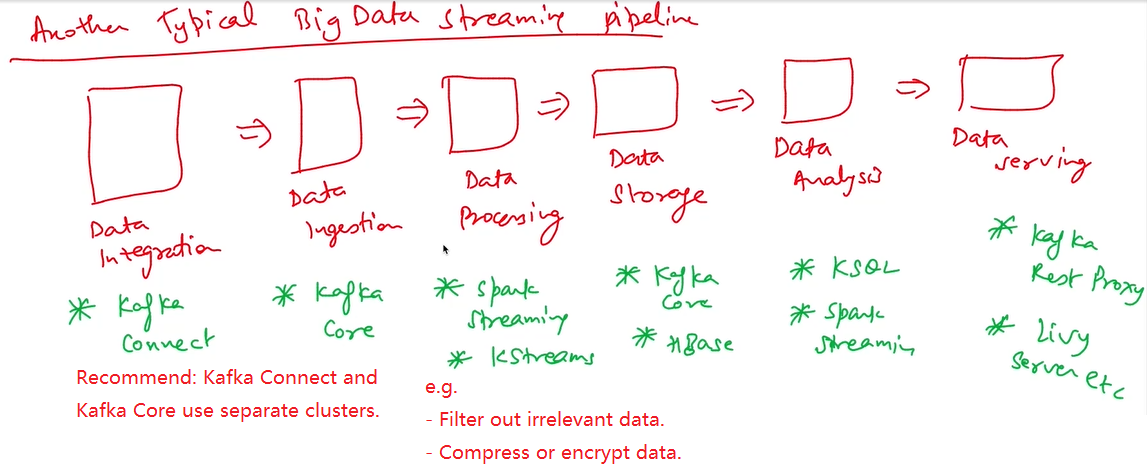 Another Typical Big Data Streaming pipeline
Data
Integration
* Kafka
Connect
Recommend: Kafka Connect and
Kafka Core use separate clusters.
Data
Ingestion
* Kafka
Core
Data
Processing
* Spark
Streaming
* KStreams
e.g.
- Filter out irrelevant data.
- Compress or encrypt data.
Data
Storage
* Kafka
Core
* HBase
Data
Analysis
* KSQL
* Spark
Streamin
Data
Serving
* Kafka
Rest Proxy
* Livy
Server etc